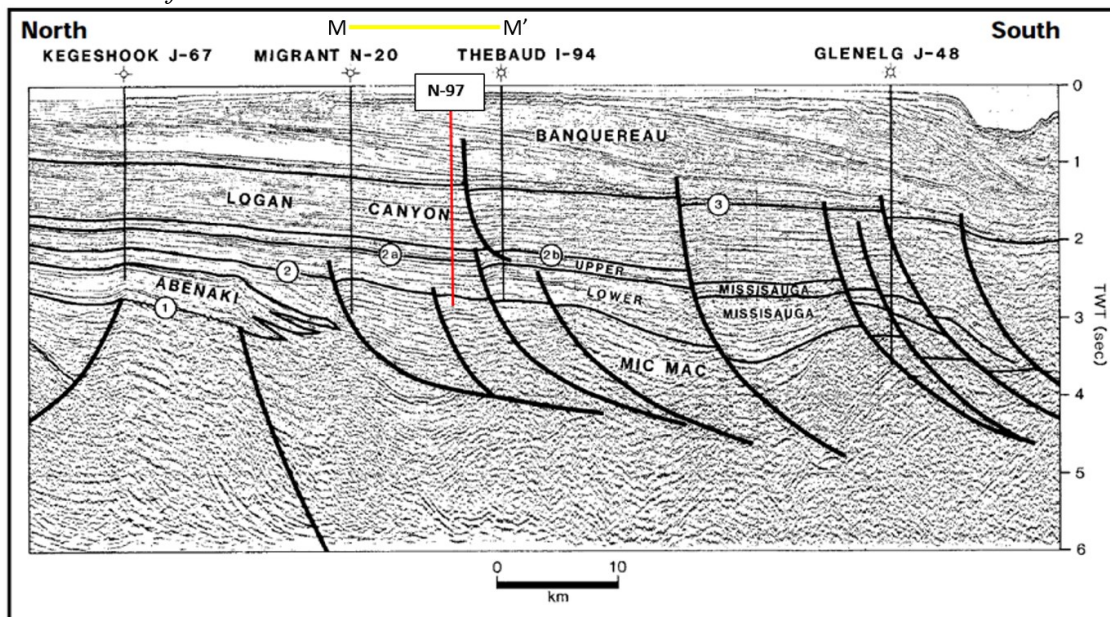 North
M
M'
South
KEGESHOOK J-67
MIGRANT N-20
THEBAUD I-94
GLENELG J-48
N-97
0
BANQUEREAU
1
LOGAN
CANYON
3
2
2a
2b
UPPER
2
ABENAKI
LOWER
MISSISAUGA
1
MISSISAUGA
3
TWT (sec)
MIC MAC
4
5
6
0
10
km